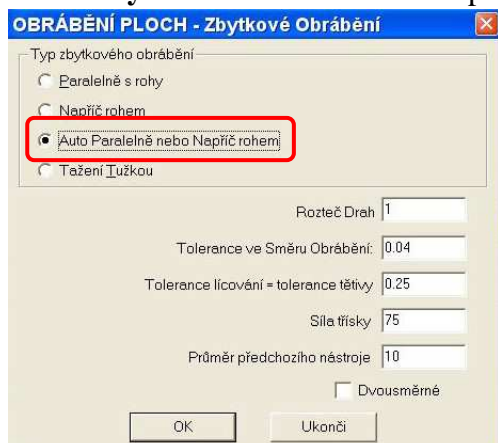 OBRÁBĚNÍ PLOCH - Zbytkové Obrábění
Typ zbytkového obrábění
Paralelně s rohy
Napříč rohem
Auto Paralelně nebo Napříč rohem
Tažení Tužkou
Rozteč Drah 1
Tolerance ve Směru Obrábění: 0.04
Tolerance lícování = tolerance tětivy 0.25
Síla třísky 75
Průměr předchozího nástroje 10
Dvousměrné
OK Ukonči